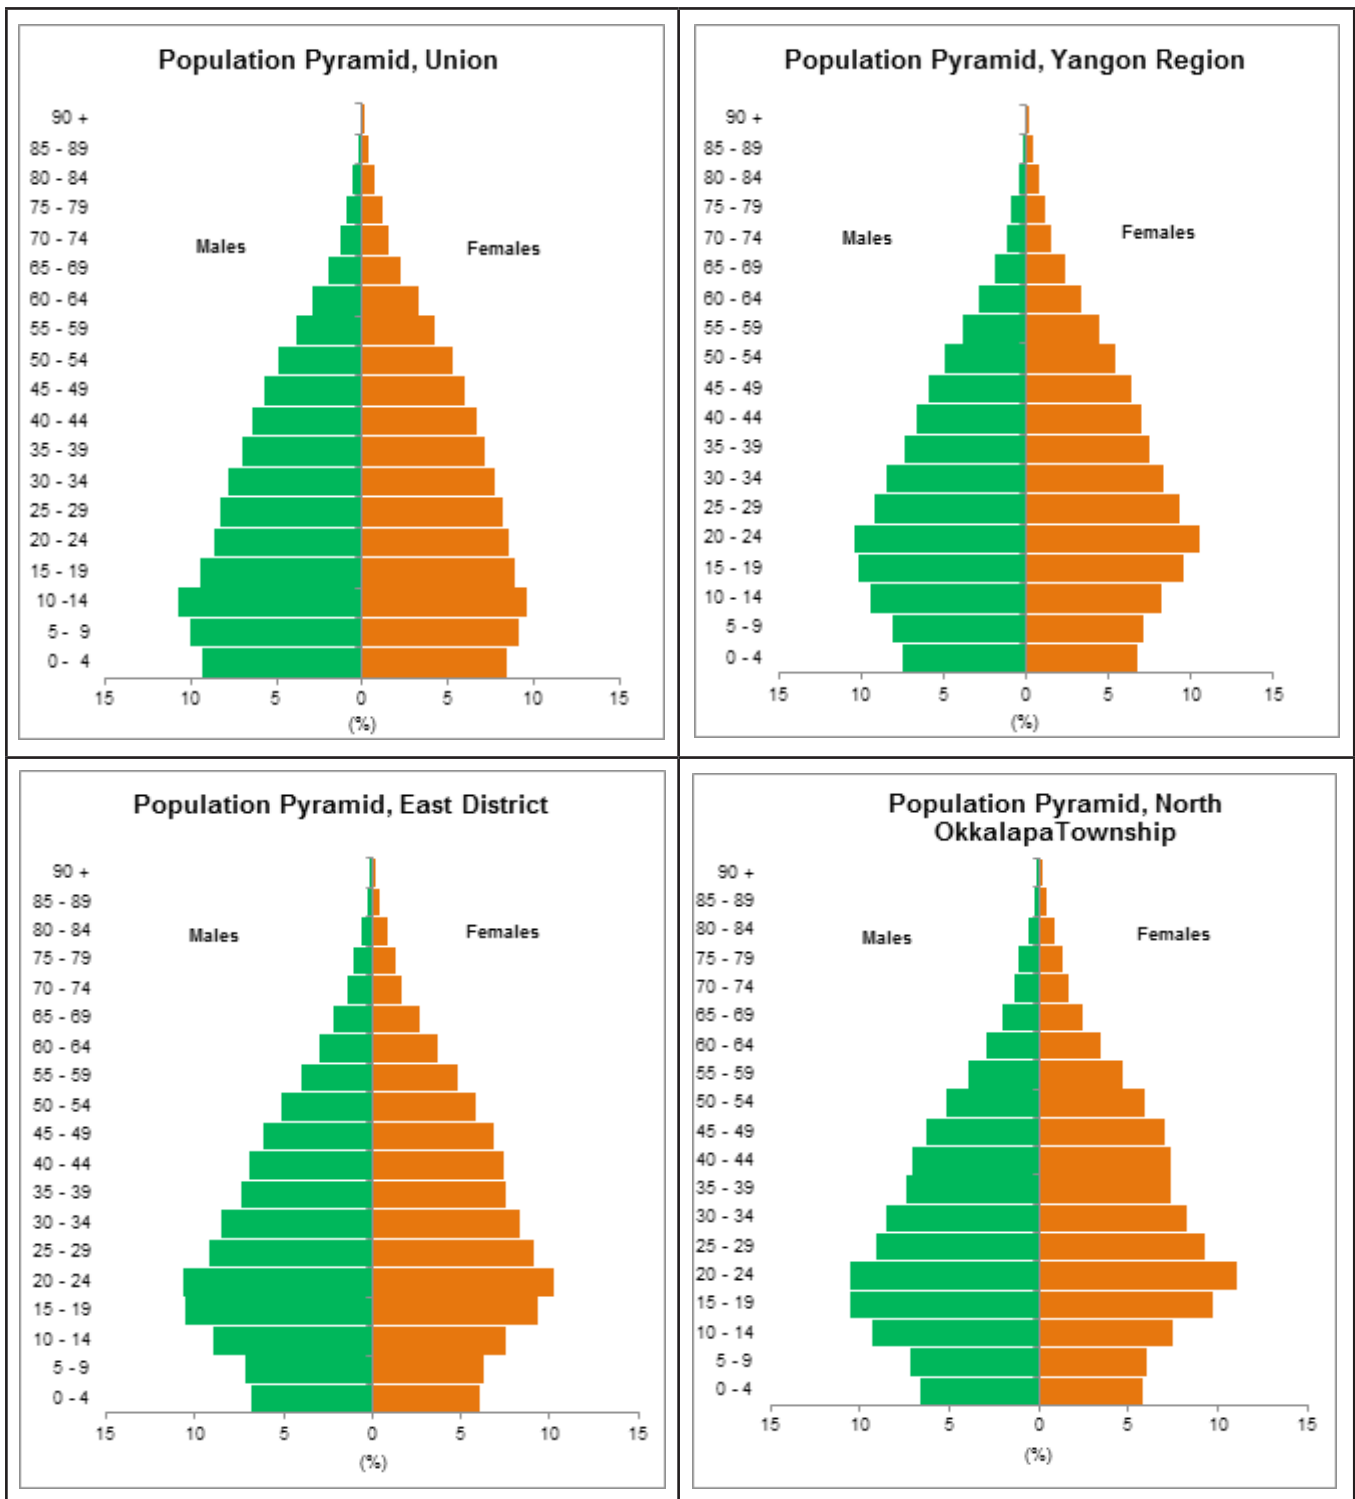 Population Pyramid, Union
90 +
85 - 89
80 - 84
75 - 79
70 - 74
65 - 69
60 - 64
55 - 59
50 - 54
45 - 49
40 - 44
35 - 39
30 - 34
25 - 29
20 - 24
15 - 19
10 -14
5 - 9
0 - 4
Males
Females
15 10 5 0 5 10 15
(%)
Population Pyramid, Yangon Region
90 +
85 - 89
80 - 84
75 - 79
70 - 74
65 - 69
60 - 64
55 - 59
50 - 54
45 - 49
40 - 44
35 - 39
30 - 34
25 - 29
20 - 24
15 - 19
10 - 14
5 - 9
0 - 4
Males
Females
15 10 5 0 5 10 15
(%)
Population Pyramid, East District
90 +
85 - 89
80 - 84
75 - 79
70 - 74
65 - 69
60 - 64
55 - 59
50 - 54
45 - 49
40 - 44
35 - 39
30 - 34
25 - 29
20 - 24
15 - 19
10 - 14
5 - 9
0 - 4
Males
Females
15 10 5 0 5 10 15
(%)
Population Pyramid, North
OkkalapaTownship
90 +
85 - 89
80 - 84
75 - 79
70 - 74
65 - 69
60 - 64
55 - 59
50 - 54
45 - 49
40 - 44
35 - 39
30 - 34
25 - 29
20 - 24
15 - 19
10 - 14
5 - 9
0 - 4
Males
Females
15 10 5 0 5 10 15
(%)